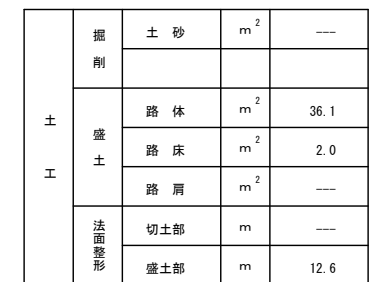 土工
掘削
土 砂 m2 ---
盛土
路 体 m2 36.1
路 床 m2 2.0
路 肩 m2 ---
法面整形
切土部 m ---
盛土部 m 12.6